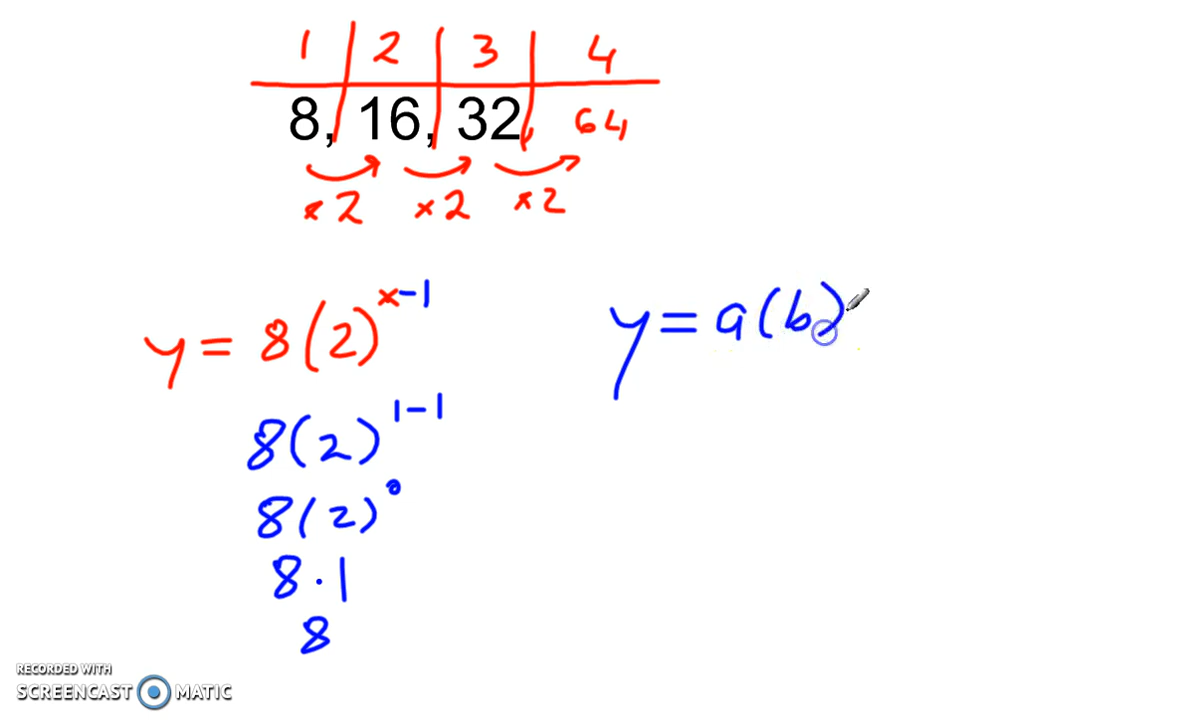 1 2 3 4
8, 16, 32, 64
×2 ×2 ×2
y = 8(2)^{x-1}
8(2)^{1-1}
8(2)^0
8·1
8
y = a(b)
RECORDED WITH
SCREENCAST MATIC